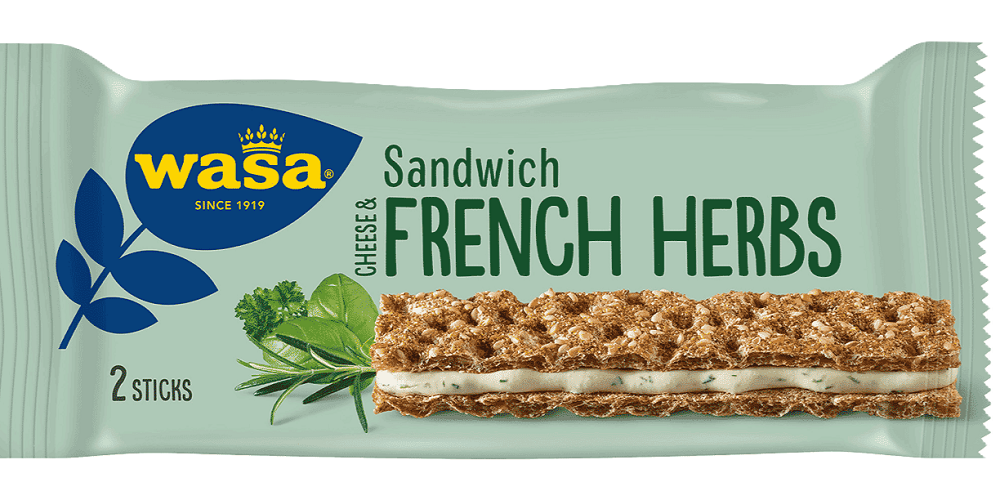 wasa®
SINCE 1919
Sandwich
CHEESE &
FRENCH HERBS
2 STICKS